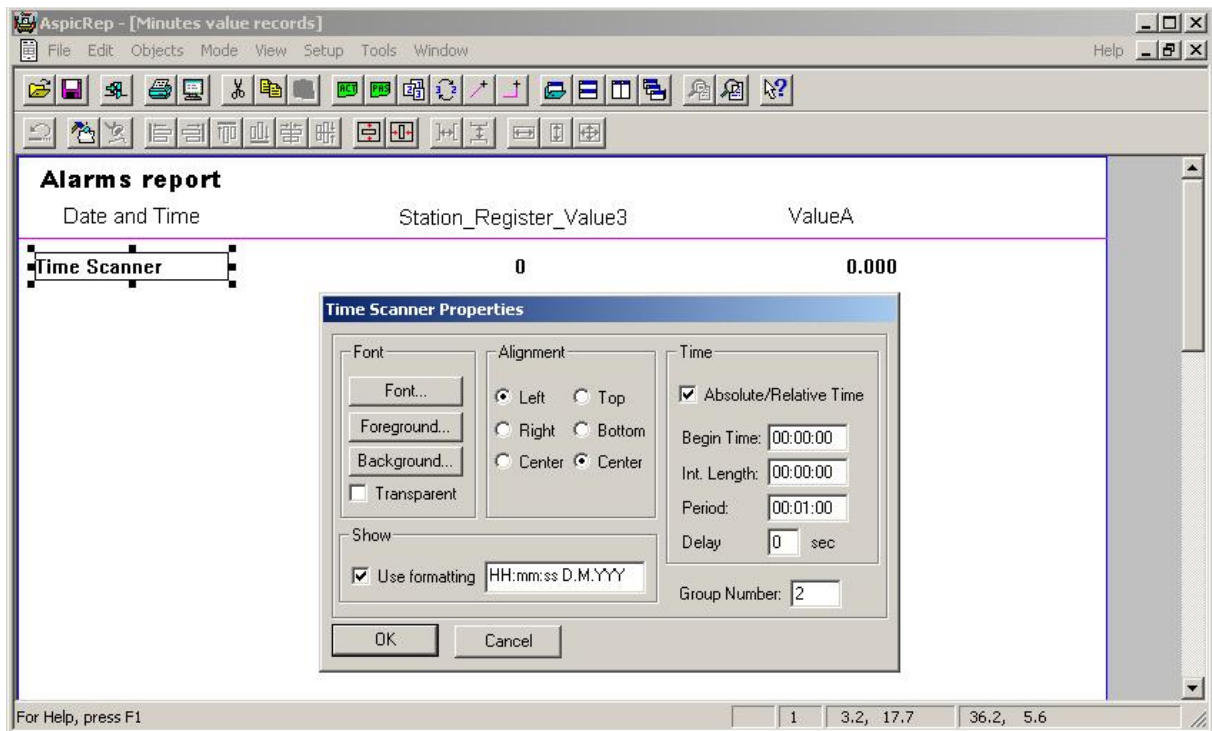 AspicRep - [Minutes value records]
File Edit Objects Mode View Setup Tools Window Help
ACT PAS
Alarms report
Date and Time Station_Register_Value3 ValueA
Time Scanner 0 0.000
Time Scanner Properties
Font Alignment Time
Font... Left Top Absolute/Relative Time
Foreground... Right Bottom Begin Time: 00:00:00
Background... Center Center Int. Length: 00:00:00
Transparent Period: 00:01:00
Show Delay 0 sec
Use formatting HH:mm:ss D.M.YYY
Group Number: 2
OK Cancel
For Help, press F1 1 3.2, 17.7 36.2, 5.6